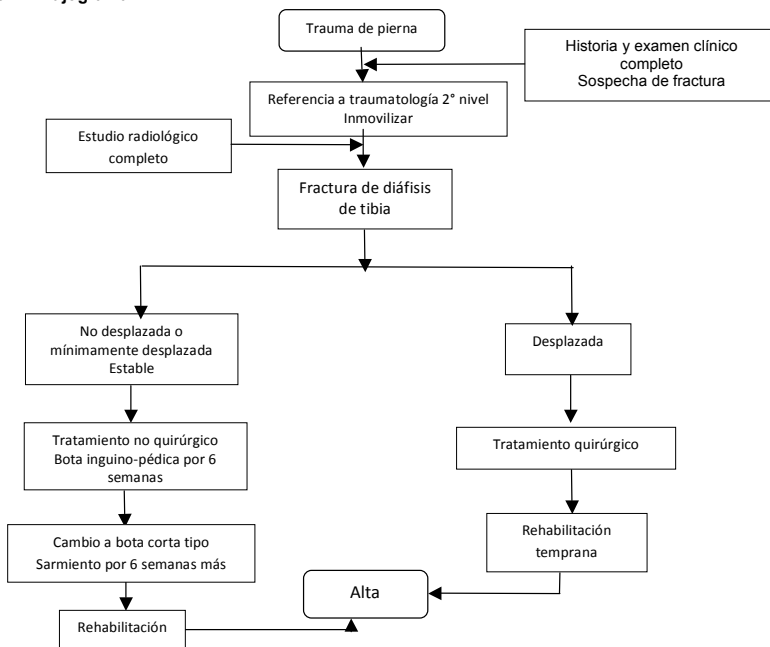 Trauma de pierna
Historia y examen clínico
completo
Sospecha de fractura
Referencia a traumatología 2° nivel
Inmovilizar
Estudio radiológico
completo
Fractura de diáfisis
de tibia
No desplazada o
mínimamente desplazada
Estable
Desplazada
Tratamiento no quirúrgico
Bota inguino-pédica por 6
semanas
Tratamiento quirúrgico
Cambio a bota corta tipo
Sarmiento por 6 semanas más
Rehabilitación
temprana
Alta
Rehabilitación